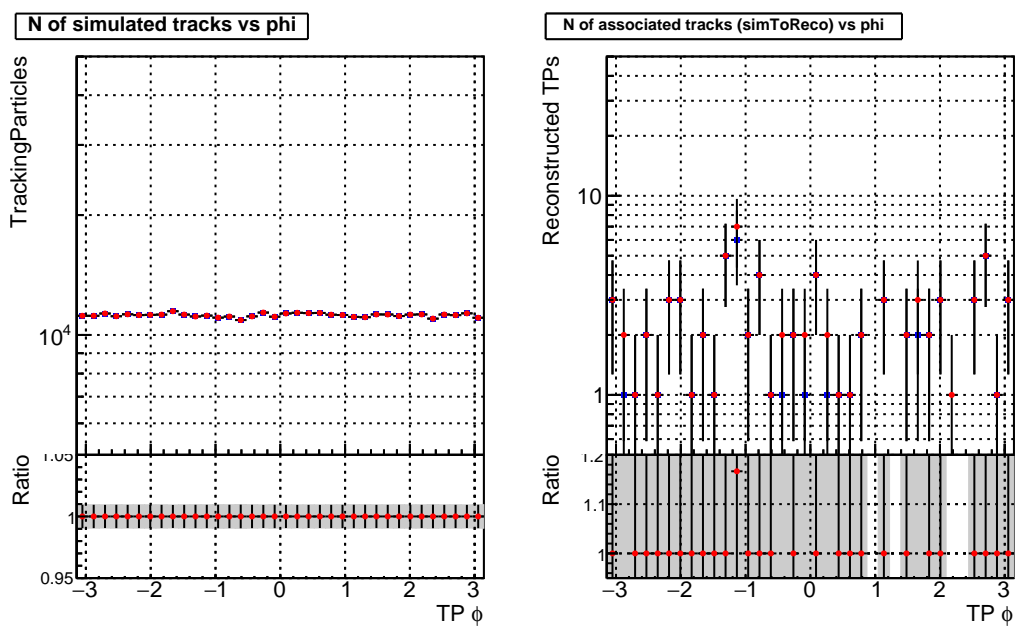 N of simulated tracks vs phi
TrackingParticles
10⁴
Ratio
1.05
1
0.95
−3 −2 −1 0 1 2 3
TP ϕ
N of associated tracks (simToReco) vs phi
Reconstructed TPs
10
1
Ratio
1.2
1.1
1
−3 −2 −1 0 1 2 3
TP ϕ